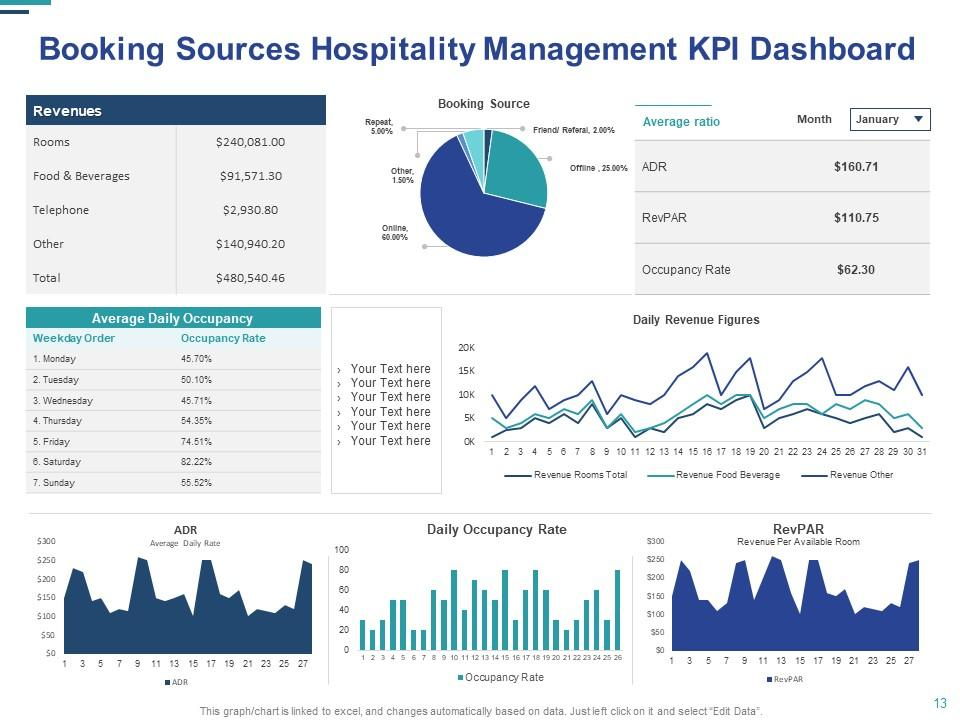 Booking Sources Hospitality Management KPI Dashboard
Revenues
Rooms $240,081.00
Food & Beverages $91,571.30
Telephone $2,930.80
Other $140,940.20
Total $480,540.46
Booking Source
Repeat,
5.00%
Friend/ Referal, 2.00%
Other,
1.50%
Offline , 25.00%
Online,
60.00%
Average ratio Month January
ADR $160.71
RevPAR $110.75
Occupancy Rate $62.30
Average Daily Occupancy
Weekday Order Occupancy Rate
1. Monday 45.70%
2. Tuesday 50.10%
3. Wednesday 45.71%
4. Thursday 54.35%
5. Friday 74.51%
6. Saturday 82.22%
7. Sunday 55.52%
› Your Text here
› Your Text here
› Your Text here
› Your Text here
› Your Text here
› Your Text here
Daily Revenue Figures
20K
15K
10K
5K
0K
1 2 3 4 5 6 7 8 9 10 11 12 13 14 15 16 17 18 19 20 21 22 23 24 25 26 27 28 29 30 31
Revenue Rooms Total Revenue Food Beverage Revenue Other
ADR
Average Daily Rate
$300
$250
$200
$150
$100
$50
$0
1 3 5 7 9 11 13 15 17 19 21 23 25 27
ADR
Daily Occupancy Rate
100
80
60
40
20
0
1 2 3 4 5 6 7 8 9 10 11 12 13 14 15 16 17 18 19 20 21 22 23 24 25 26
Occupancy Rate
RevPAR
Revenue Per Available Room
$300
$250
$200
$150
$100
$50
$0
1 3 5 7 9 11 13 15 17 19 21 23 25 27
RevPAR
This graph/chart is linked to excel, and changes automatically based on data. Just left click on it and select “Edit Data”.
13